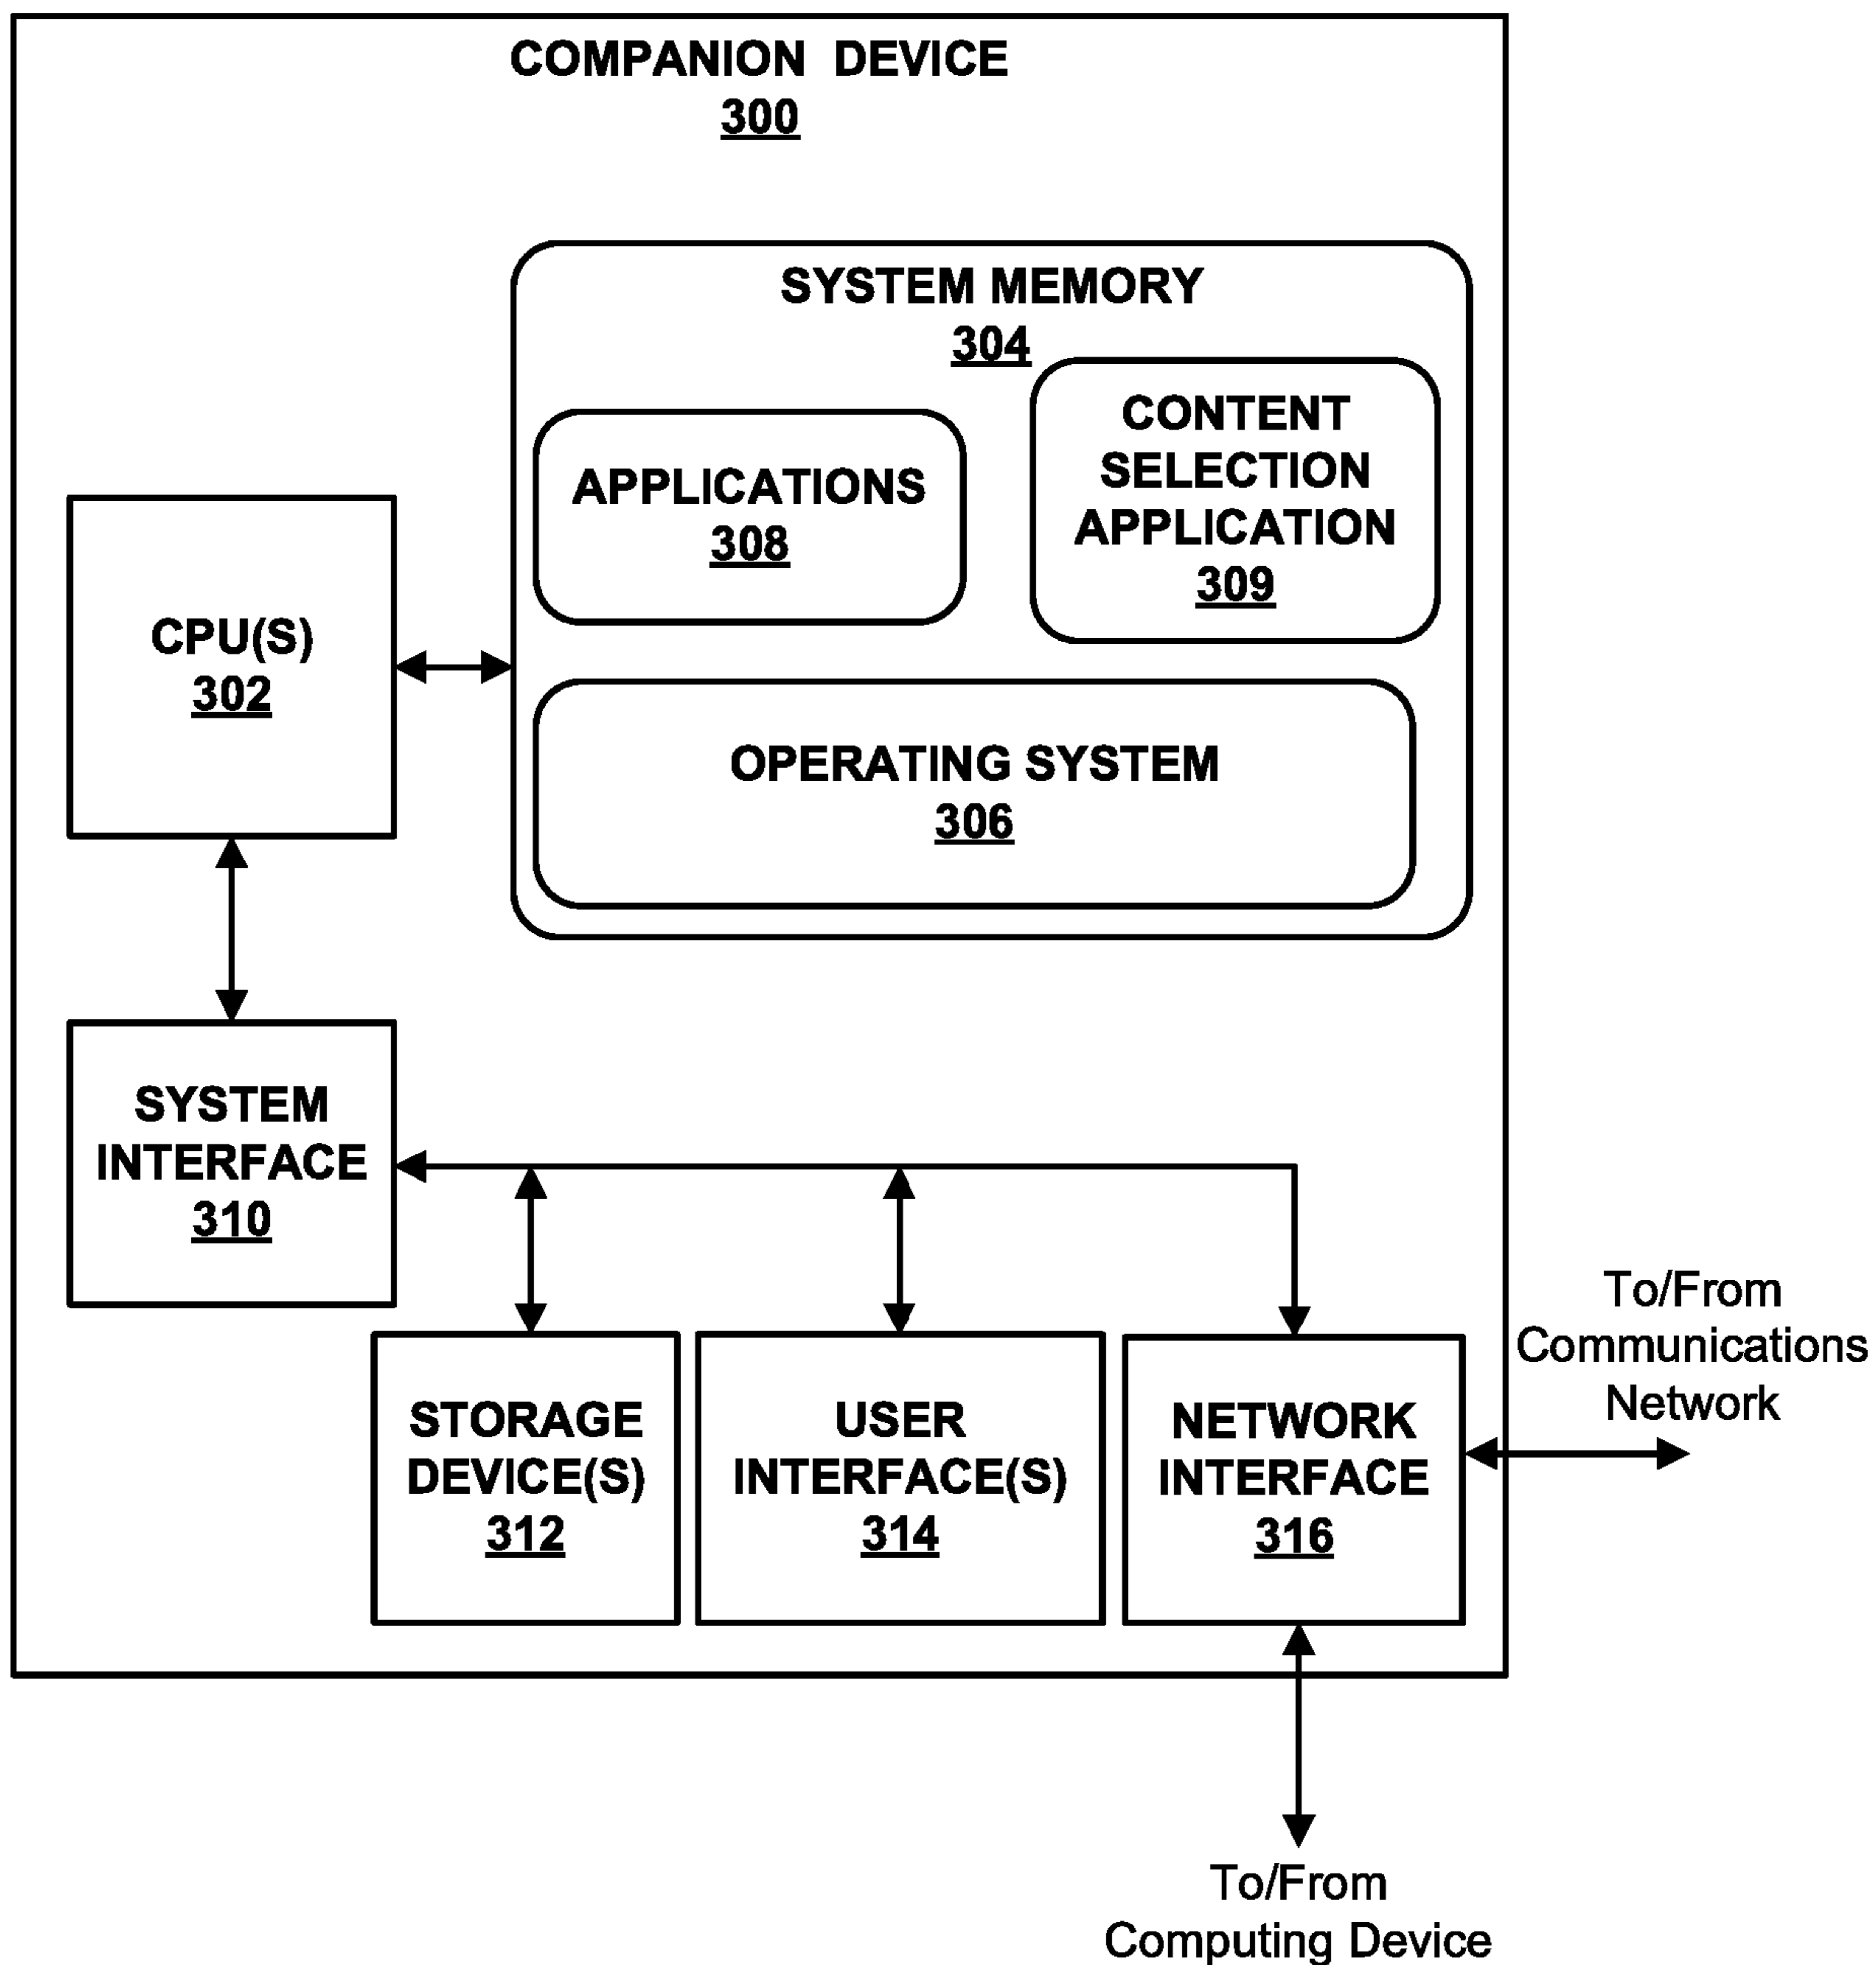 COMPANION DEVICE
300
SYSTEM MEMORY
304
CONTENT
SELECTION
APPLICATION
309
APPLICATIONS
308
CPU(S)
302
OPERATING SYSTEM
306
SYSTEM
INTERFACE
310
STORAGE
DEVICE(S)
312
USER
INTERFACE(S)
314
NETWORK
INTERFACE
316
To/From
Communications
Network
To/From
Computing Device